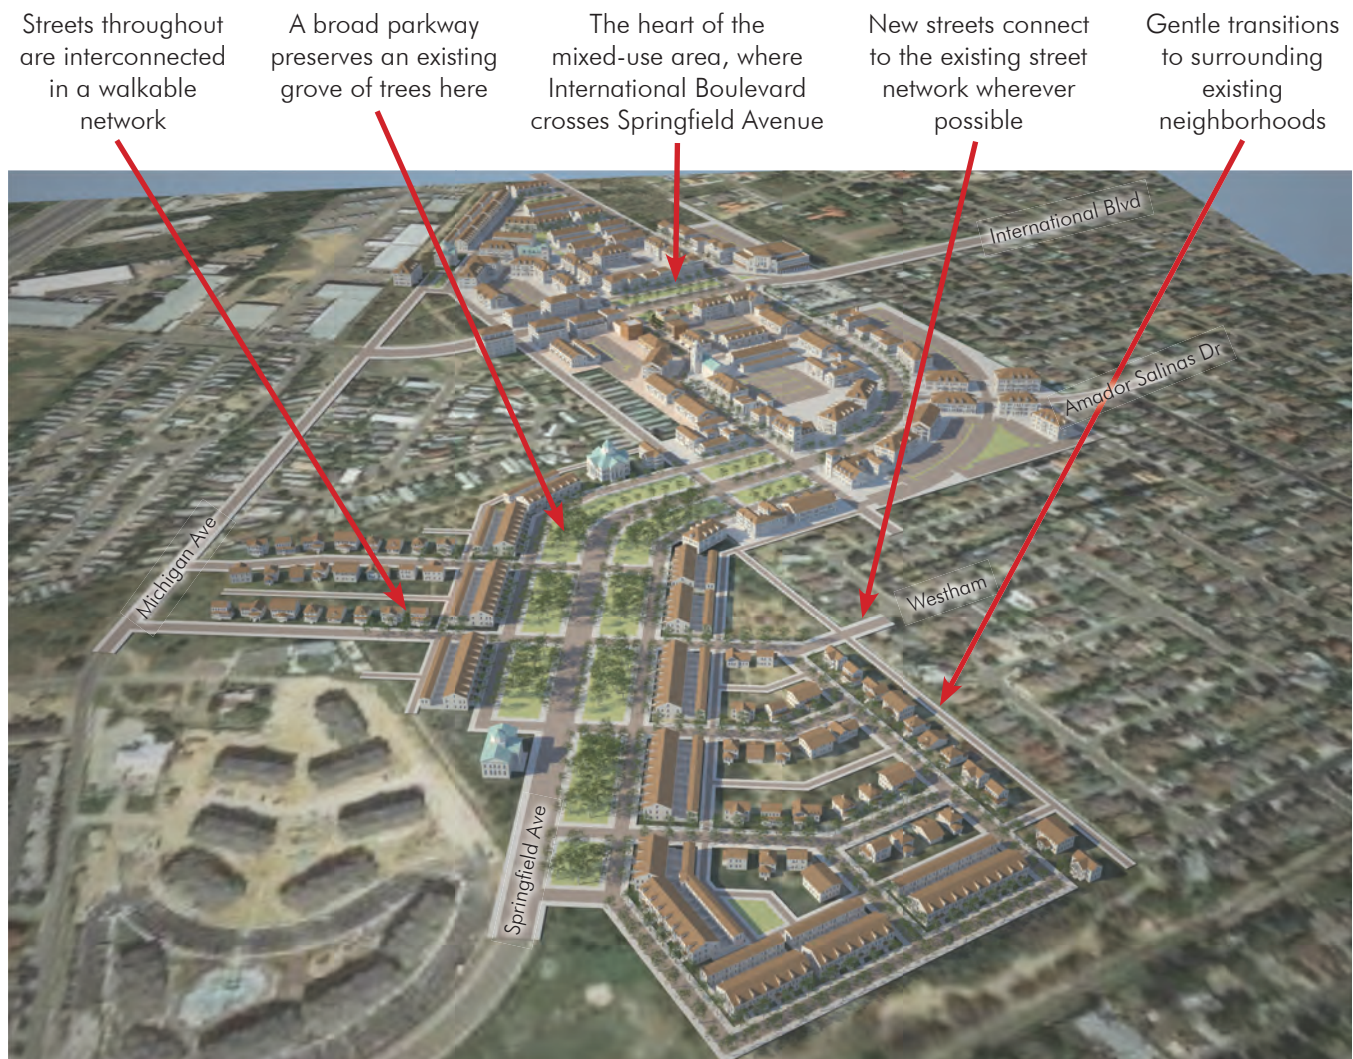 Streets throughout
are interconnected
in a walkable
network
A broad parkway
preserves an existing
grove of trees here
The heart of the
mixed-use area, where
International Boulevard
crosses Springfield Avenue
New streets connect
to the existing street
network wherever
possible
Gentle transitions
to surrounding
existing
neighborhoods
International Blvd
Amador Salinas Dr
Michigan Ave
Westham
Springfield Ave